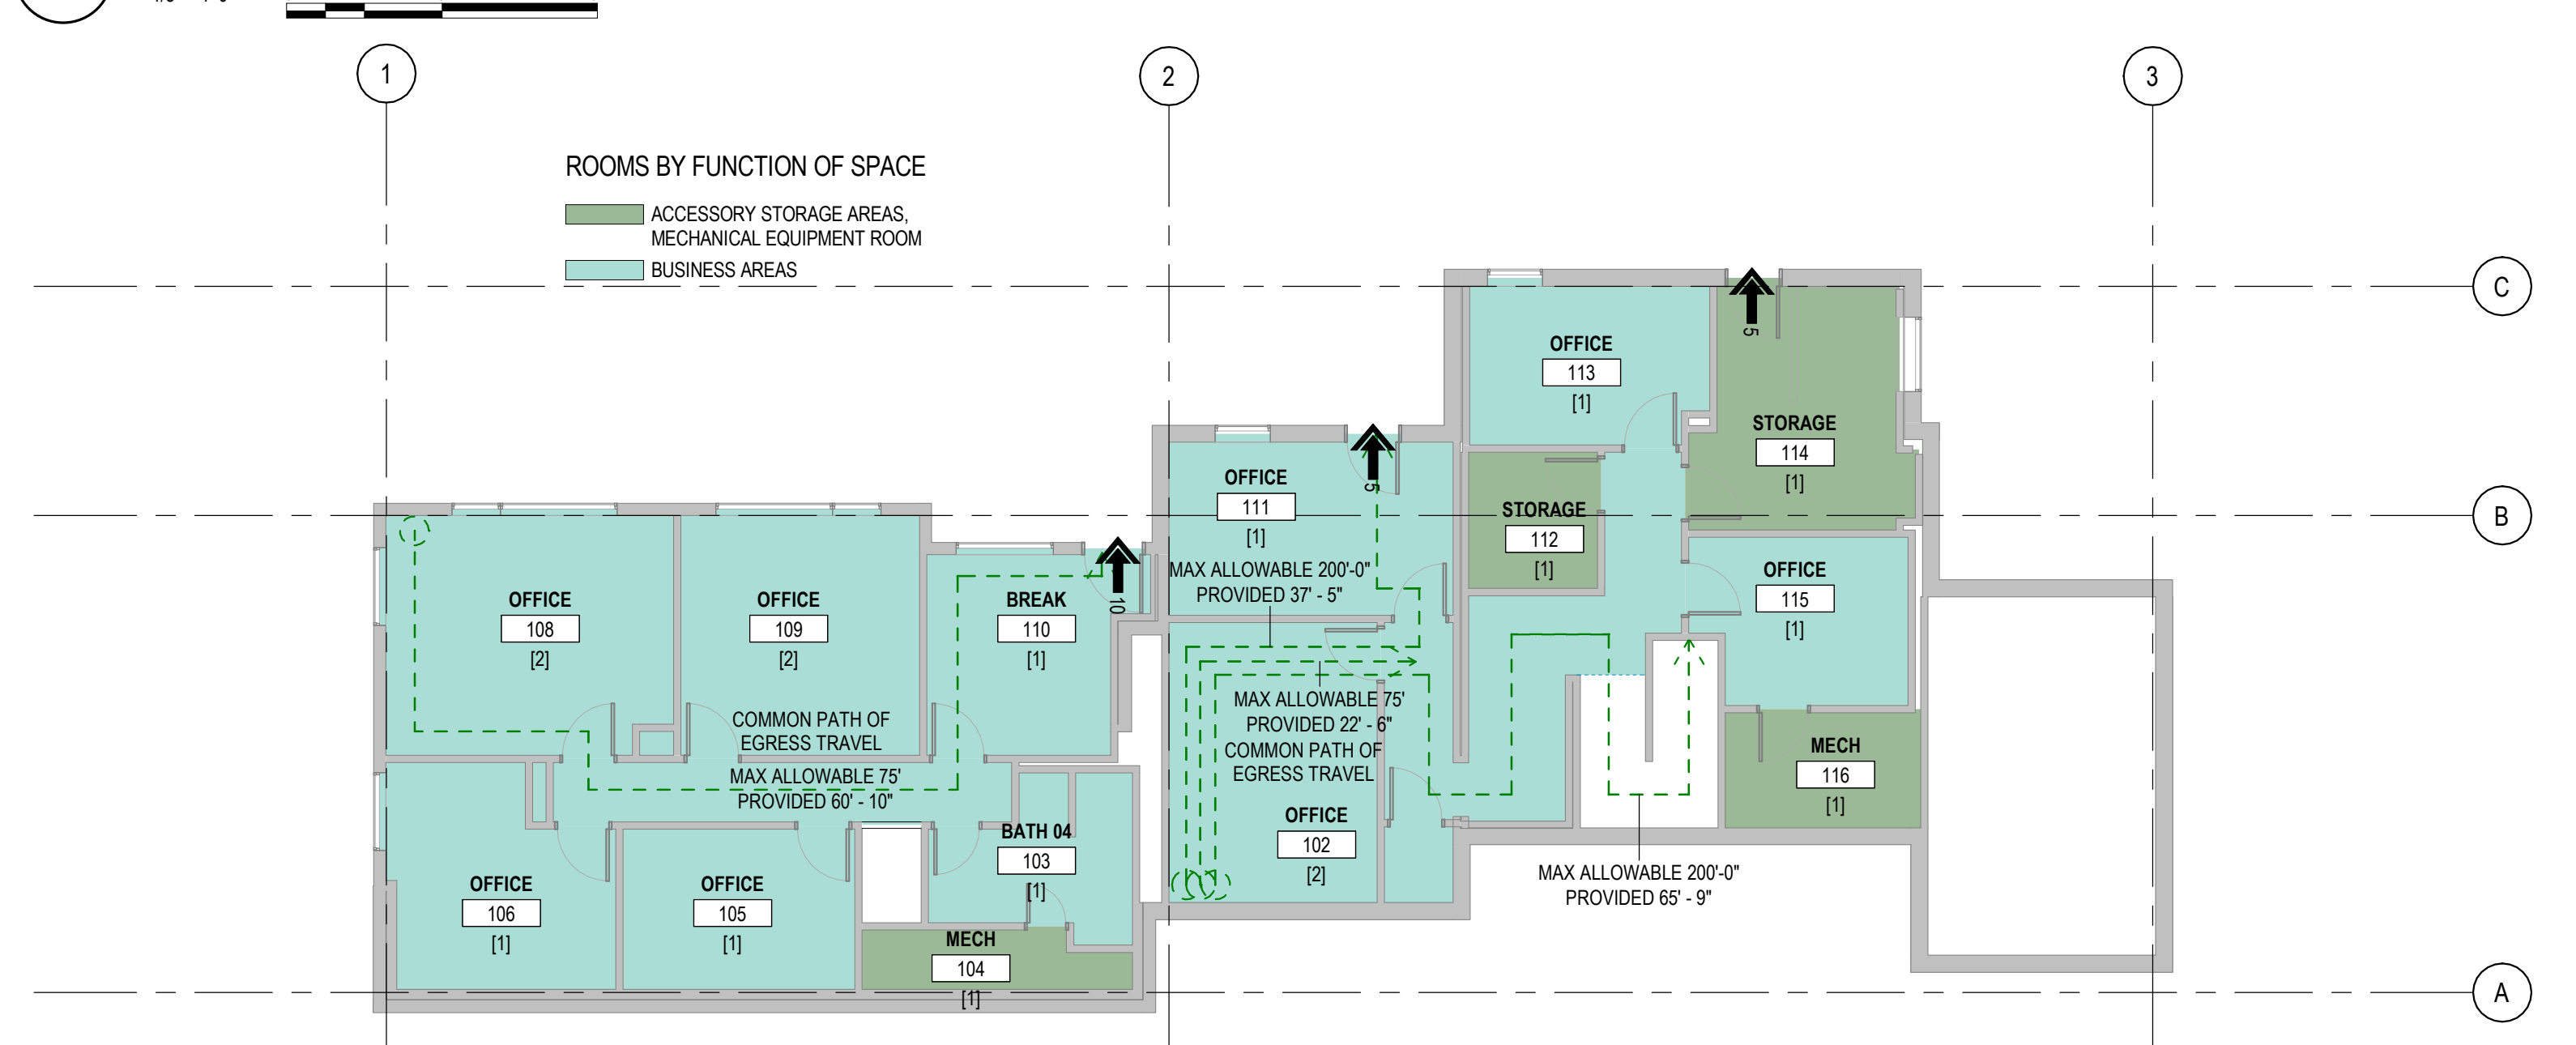 1
2
3
ROOMS BY FUNCTION OF SPACE
ACCESSORY STORAGE AREAS,
MECHANICAL EQUIPMENT ROOM
BUSINESS AREAS
C
B
A
OFFICE
113
[1]
5
STORAGE
114
[1]
OFFICE
111
[1]
5
STORAGE
112
[1]
MAX ALLOWABLE 200'-0"
PROVIDED 37' - 5"
OFFICE
108
[2]
OFFICE
109
[2]
BREAK
110
[1]
10
OFFICE
115
[1]
COMMON PATH OF
EGRESS TRAVEL
MAX ALLOWABLE 75'
PROVIDED 60' - 10"
MAX ALLOWABLE 75'
PROVIDED 22' - 6"
COMMON PATH OF
EGRESS TRAVEL
OFFICE
102
[2]
MECH
116
[1]
BATH 04
103
[1]
MAX ALLOWABLE 200'-0"
PROVIDED 65' - 9"
OFFICE
106
[1]
OFFICE
105
[1]
MECH
104
[1]